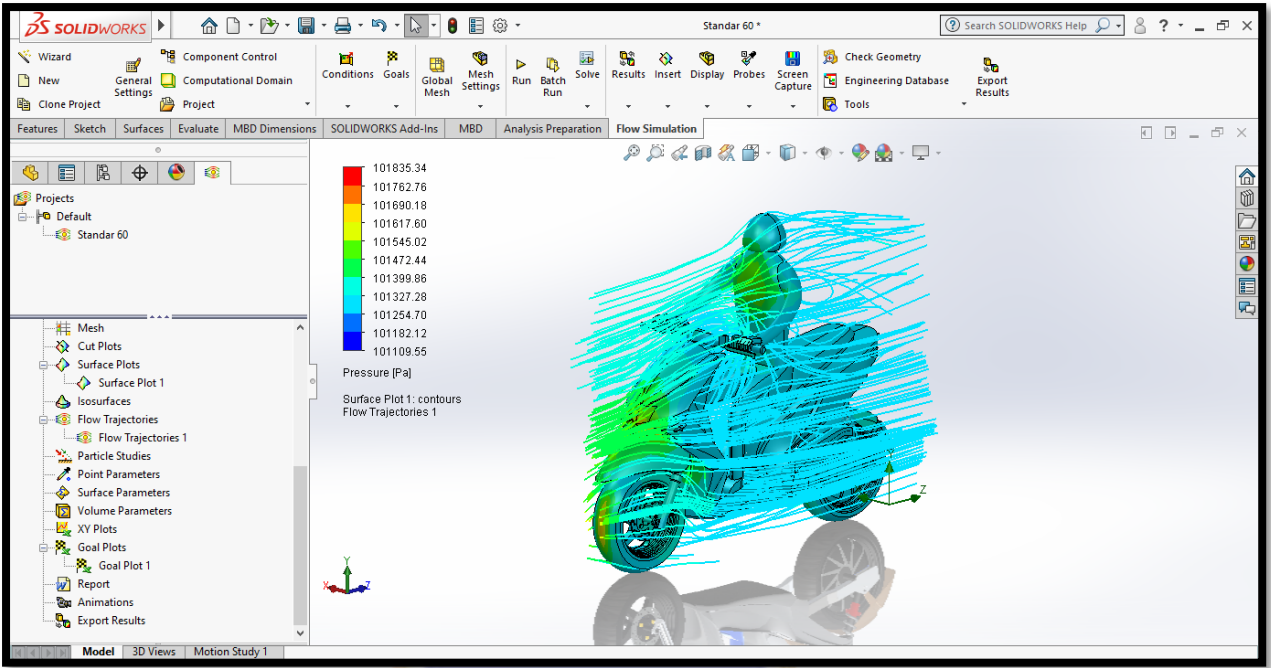 SOLIDWORKS
Standar 60 *
Search SOLIDWORKS Help
?
Wizard
New
Clone Project
General Settings
Component Control
Computational Domain
Project
Conditions
Goals
Global Mesh
Mesh Settings
Run
Batch Run
Solve
Results
Insert
Display
Probes
Screen Capture
Check Geometry
Engineering Database
Tools
Export Results
Features Sketch Surfaces Evaluate MBD Dimensions SOLIDWORKS Add-Ins MBD Analysis Preparation Flow Simulation
Projects
Default
Standar 60
Mesh
Cut Plots
Surface Plots
Surface Plot 1
Isosurfaces
Flow Trajectories
Flow Trajectories 1
Particle Studies
Point Parameters
Surface Parameters
Volume Parameters
XY Plots
Goal Plots
Goal Plot 1
Report
Animations
Export Results
101835.34
101762.76
101690.18
101617.60
101545.02
101472.44
101399.86
101327.28
101254.70
101182.12
101109.55
Pressure [Pa]
Surface Plot 1: contours
Flow Trajectories 1
Y
Z
Y
X
Z
Model 3D Views Motion Study 1